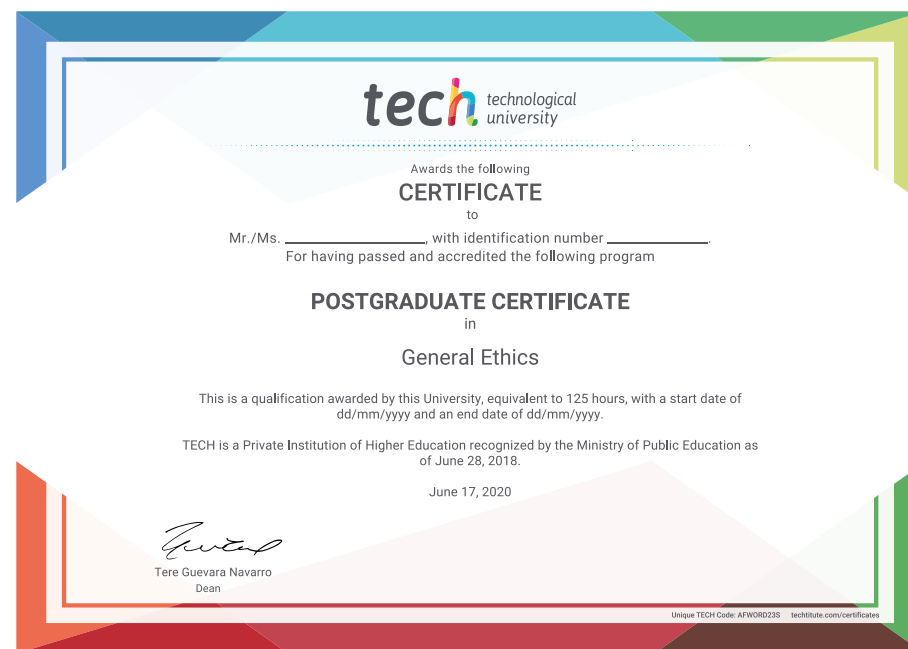 tech technological
university
Awards the following
CERTIFICATE
to
Mr./Ms. ____________________, with identification number ______________.
For having passed and accredited the following program
POSTGRADUATE CERTIFICATE
in
General Ethics
This is a qualification awarded by this University, equivalent to 125 hours, with a start date of
dd/mm/yyyy and an end date of dd/mm/yyyy.
TECH is a Private Institution of Higher Education recognized by the Ministry of Public Education as
of June 28, 2018.
June 17, 2020
Tere Guevara Navarro
Dean
Unique TECH Code: AFWORD23S techtitute.com/certificates